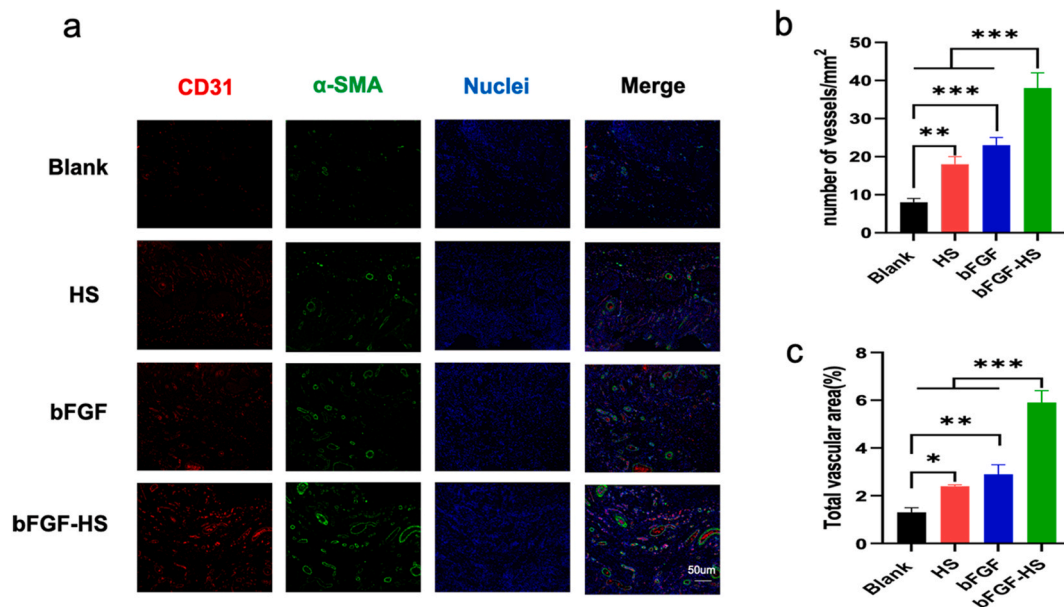 a
CD31 α-SMA Nuclei Merge
Blank
HS
bFGF
bFGF-HS
50um
b
number of vessels/mm²
50
40
30
20
10
0
***
***
**
Blank HS bFGF bFGF-HS
c
Total vascular area(%)
8
6
4
2
0
***
**
*
Blank HS bFGF bFGF-HS